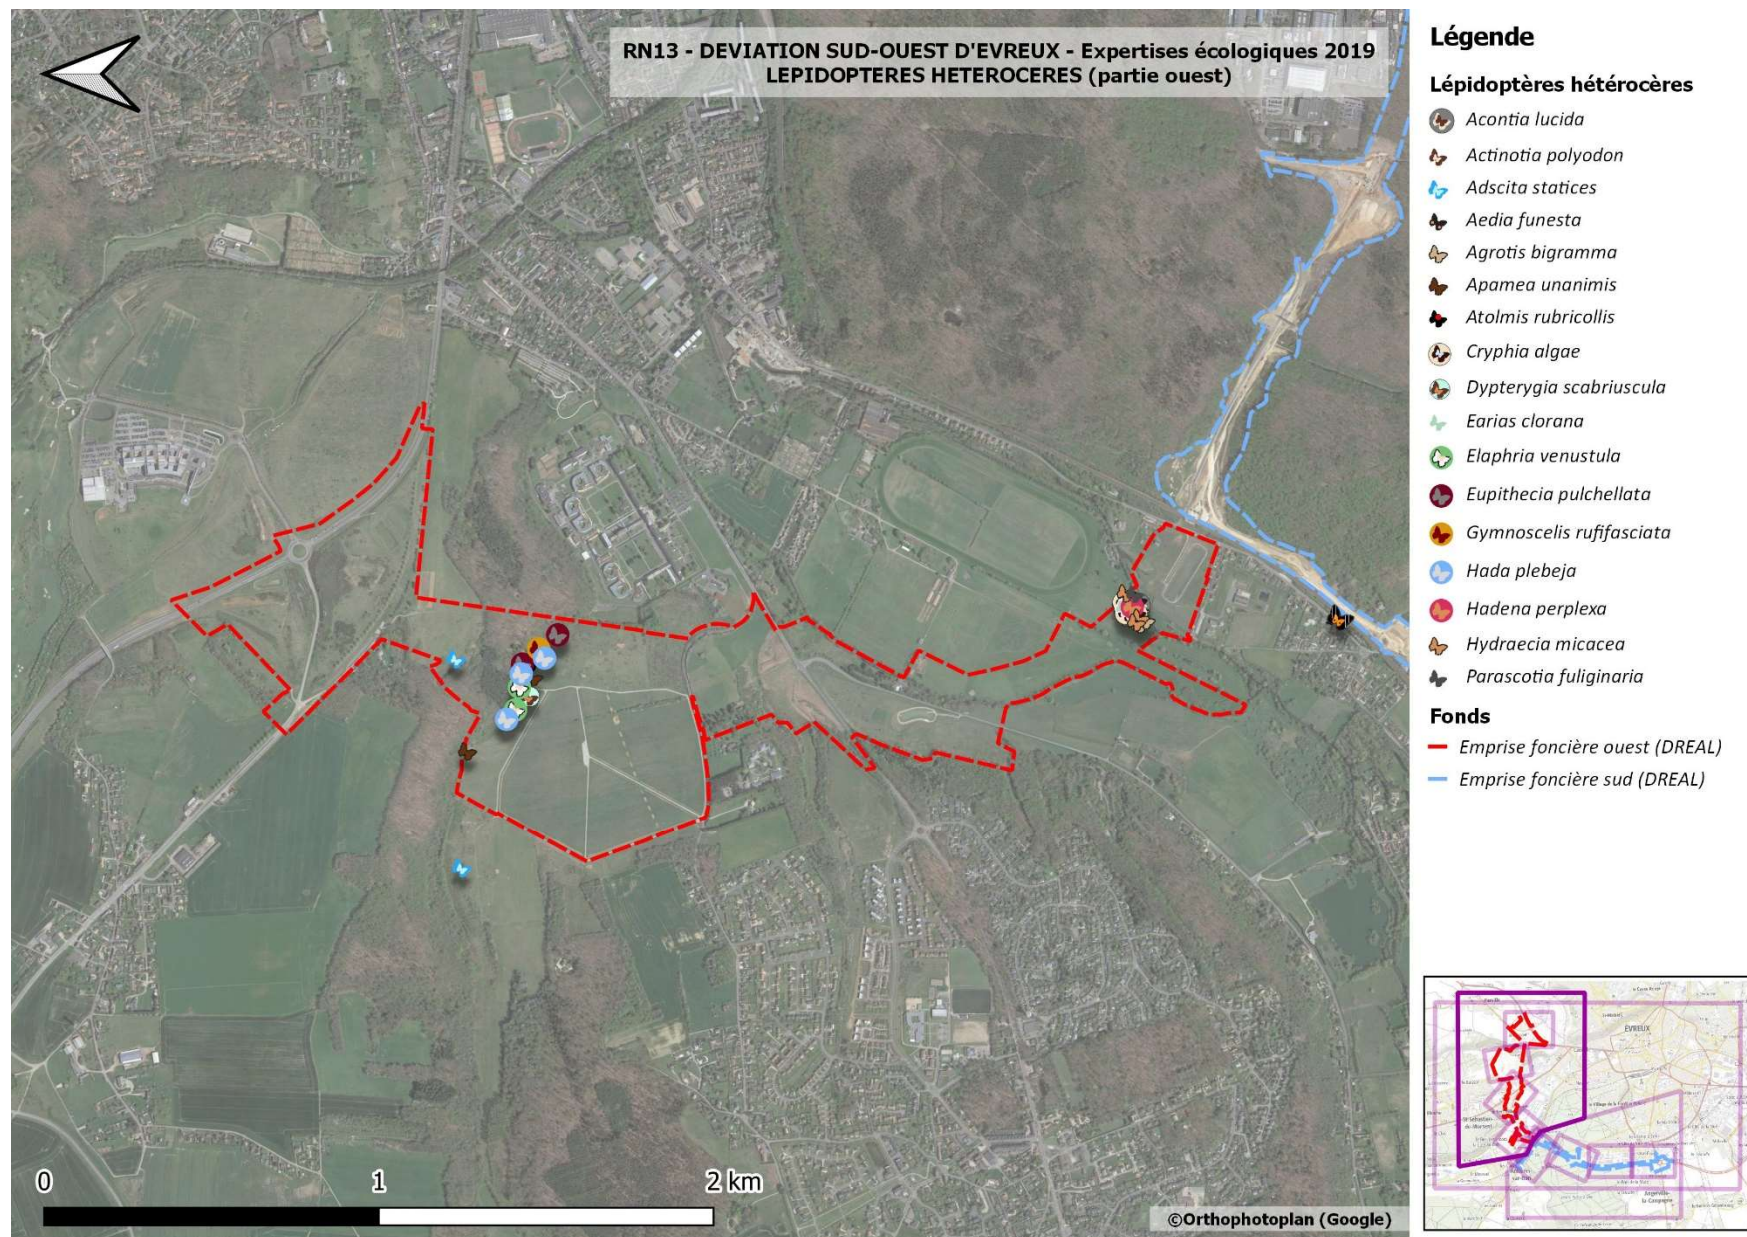 RN13 - DEVIATION SUD-OUEST D'EVREUX - Expertises écologiques 2019
LEPIDOPTERES HETEROCERES (partie ouest)
Légende
Lépidoptères hétérocères
Acontia lucida
Actinotia polyodon
Adscita statices
Aedia funesta
Agrotis bigramma
Apamea unanimis
Atolmis rubricollis
Cryphia algae
Dypterygia scabriuscula
Earias clorana
Elaphria venustula
Eupithecia pulchellata
Gymnoscelis rufifasciata
Hada plebeja
Hadena perplexa
Hydraecia micacea
Parascotia fuliginaria
Fonds
Emprise foncière ouest (DREAL)
Emprise foncière sud (DREAL)
EVREUX
0 1 2 km
©Orthophotoplan (Google)